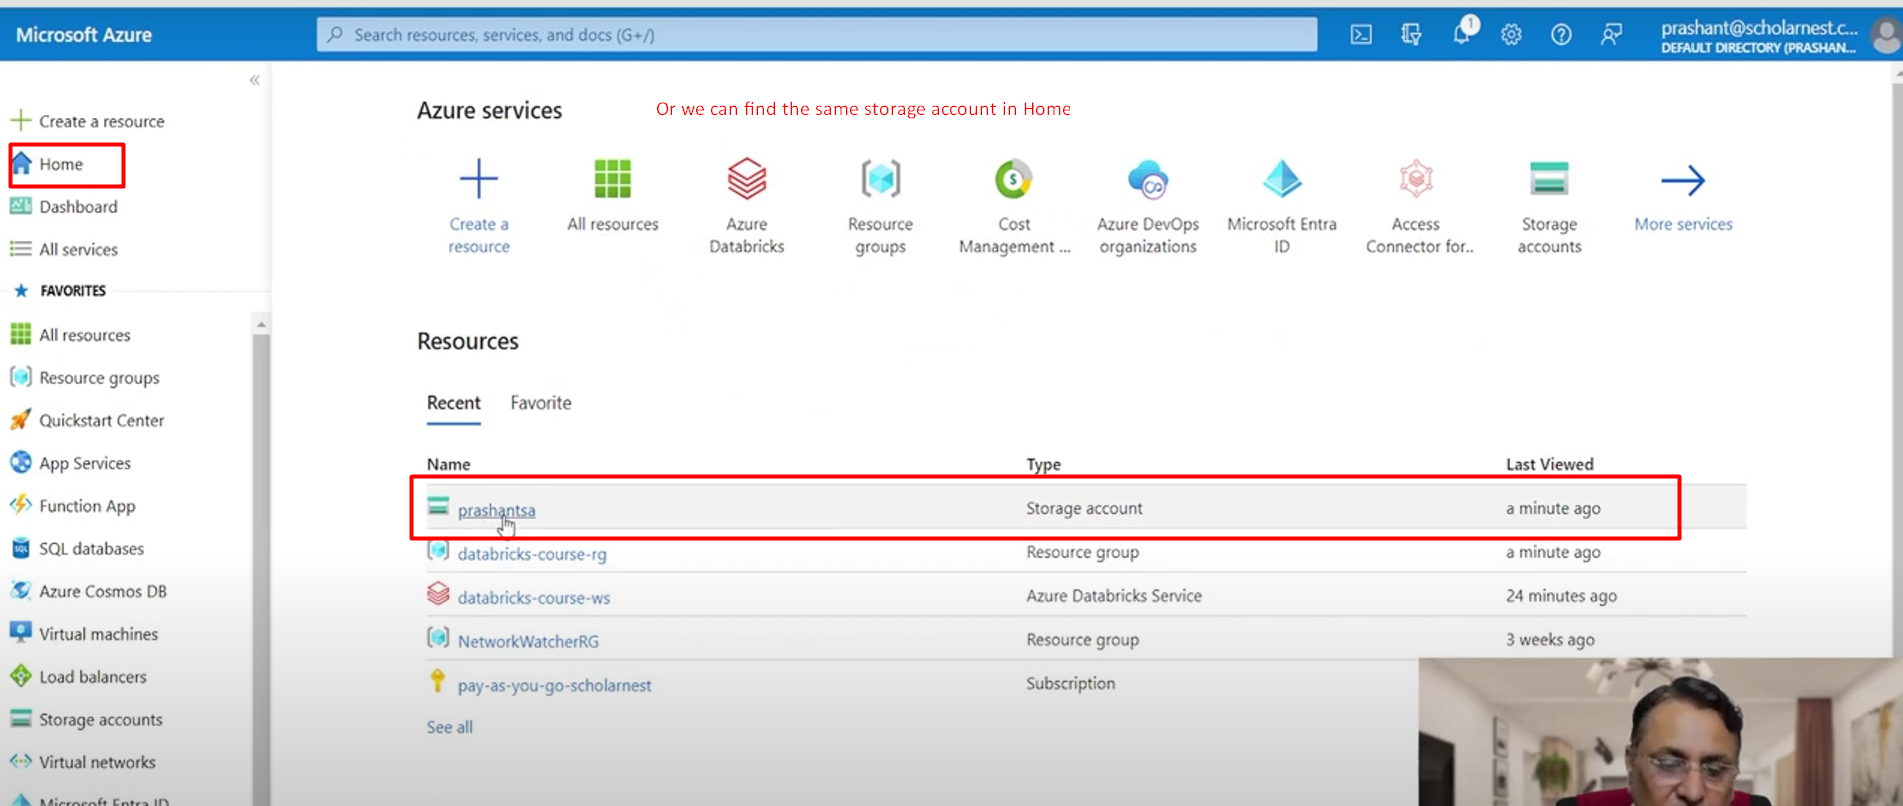 Microsoft Azure
Search resources, services, and docs (G+/)
1
prashant@scholarnest.c...
DEFAULT DIRECTORY (PRASHAN...
«
Create a resource
Home
Dashboard
All services
FAVORITES
All resources
Resource groups
Quickstart Center
App Services
Function App
SQL databases
Azure Cosmos DB
Virtual machines
Load balancers
Storage accounts
Virtual networks
Microsoft Entra ID
Azure services
Or we can find the same storage account in Home
Create a
resource
All resources
Azure
Databricks
Resource
groups
Cost
Management ...
Azure DevOps
organizations
Microsoft Entra
ID
Access
Connector for..
Storage
accounts
More services
Resources
Recent
Favorite
Name Type Last Viewed
prashantsa Storage account a minute ago
databricks-course-rg Resource group a minute ago
databricks-course-ws Azure Databricks Service 24 minutes ago
NetworkWatcherRG Resource group 3 weeks ago
pay-as-you-go-scholarnest Subscription
See all